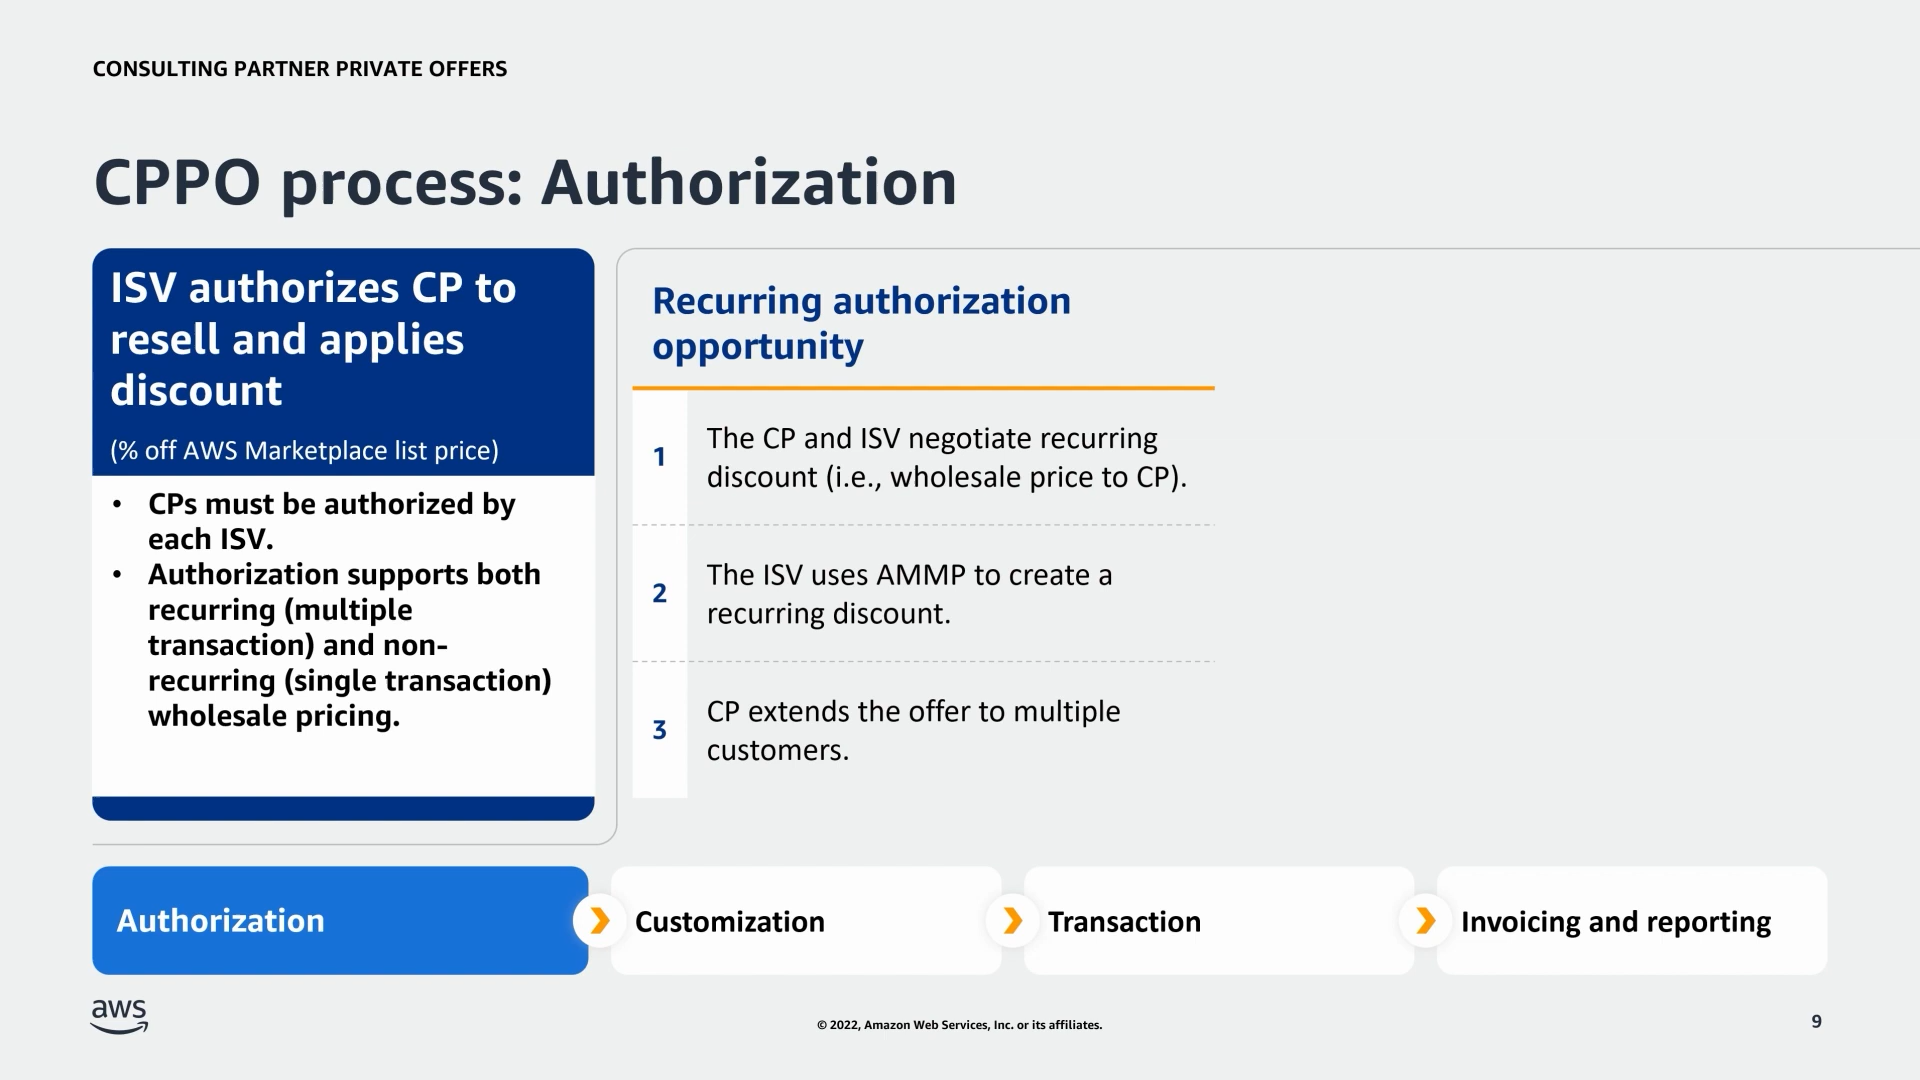 CONSULTING PARTNER PRIVATE OFFERS
CPPO process: Authorization
ISV authorizes CP to
resell and applies
discount
(% off AWS Marketplace list price)
• CPs must be authorized by
each ISV.
• Authorization supports both
recurring (multiple
transaction) and non-
recurring (single transaction)
wholesale pricing.
Recurring authorization
opportunity
1
The CP and ISV negotiate recurring
discount (i.e., wholesale price to CP).
2
The ISV uses AMMP to create a
recurring discount.
3
CP extends the offer to multiple
customers.
Authorization
Customization
Transaction
Invoicing and reporting
aws
© 2022, Amazon Web Services, Inc. or its affiliates.
9